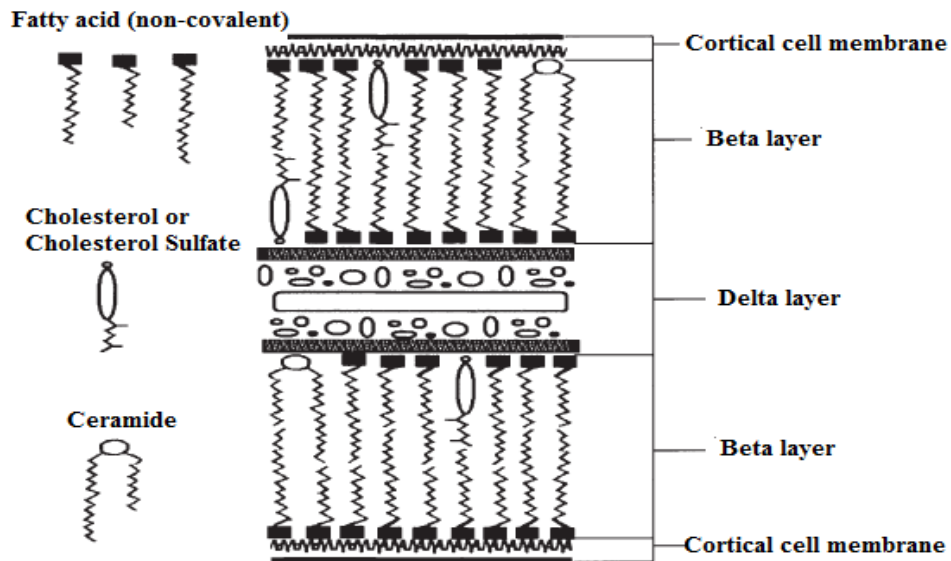 Fatty acid (non-covalent)
Cortical cell membrane
Beta layer
Cholesterol or
Cholesterol Sulfate
Delta layer
Ceramide
Beta layer
Cortical cell membrane